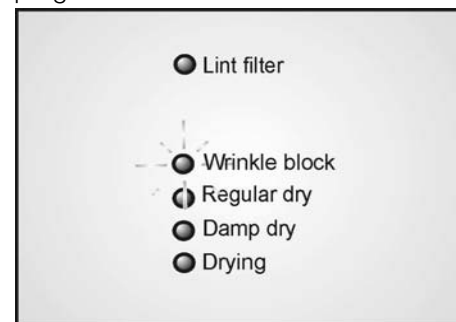 Lint filter
Wrinkle block
Regular dry
Damp dry
Drying